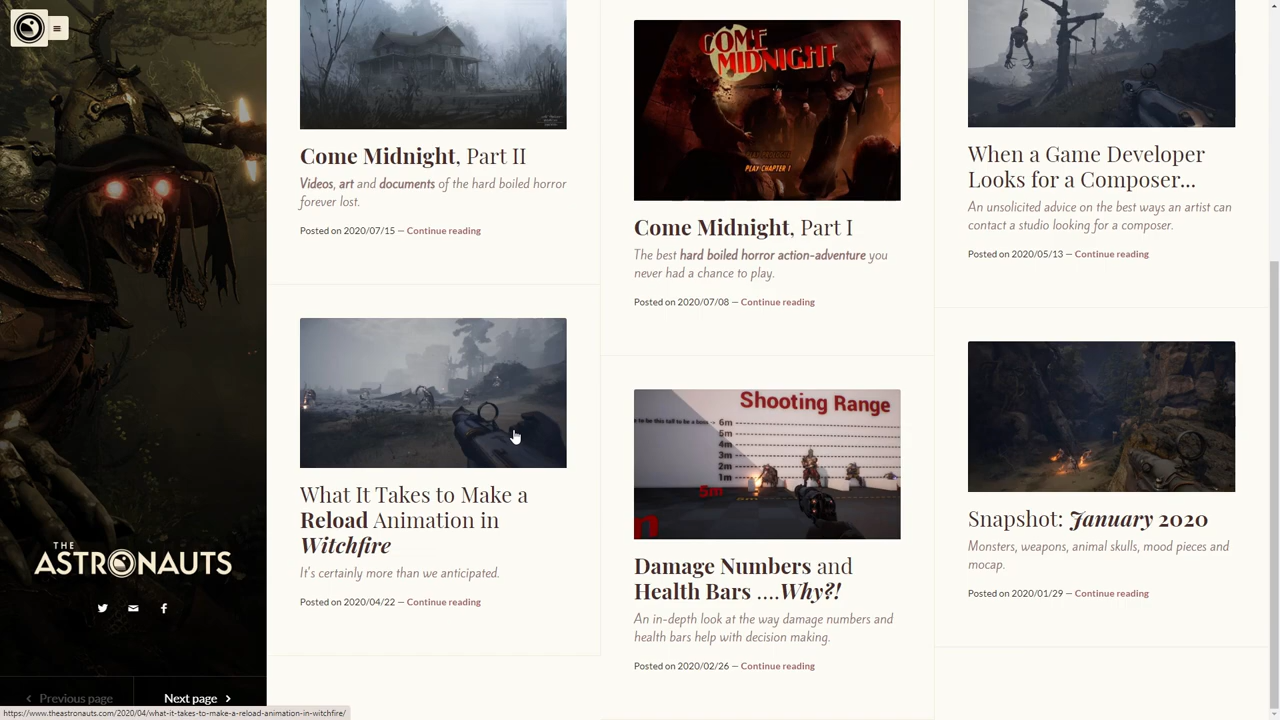 Come Midnight, Part II
Videos, art and documents of the hard boiled horror
forever lost.
Posted on 2020/07/15 — Continue reading
What It Takes to Make a
Reload Animation in
Witchfire
It's certainly more than we anticipated.
Posted on 2020/04/22 — Continue reading
COME
MIDNIGHT
PLAY CHAPTER 1
Come Midnight, Part I
The best hard boiled horror action-adventure you
never had a chance to play.
Posted on 2020/07/08 — Continue reading
Shooting Range
6m
5m
4m
3m
2m
1m
5m
Damage Numbers and
Health Bars ....Why?!
An in-depth look at the way damage numbers and
health bars help with decision making.
Posted on 2020/02/26 — Continue reading
When a Game Developer
Looks for a Composer...
An unsolicited advice on the best ways an artist can
contact a studio looking for a composer.
Posted on 2020/05/13 — Continue reading
Snapshot: January 2020
Monsters, weapons, animal skulls, mood pieces and
mocap.
Posted on 2020/01/29 — Continue reading
THE
ASTRONAUTS
Previous page
Next page
https://www.theastronauts.com/2020/04/what-it-takes-to-make-a-reload-animation-in-witchfire/